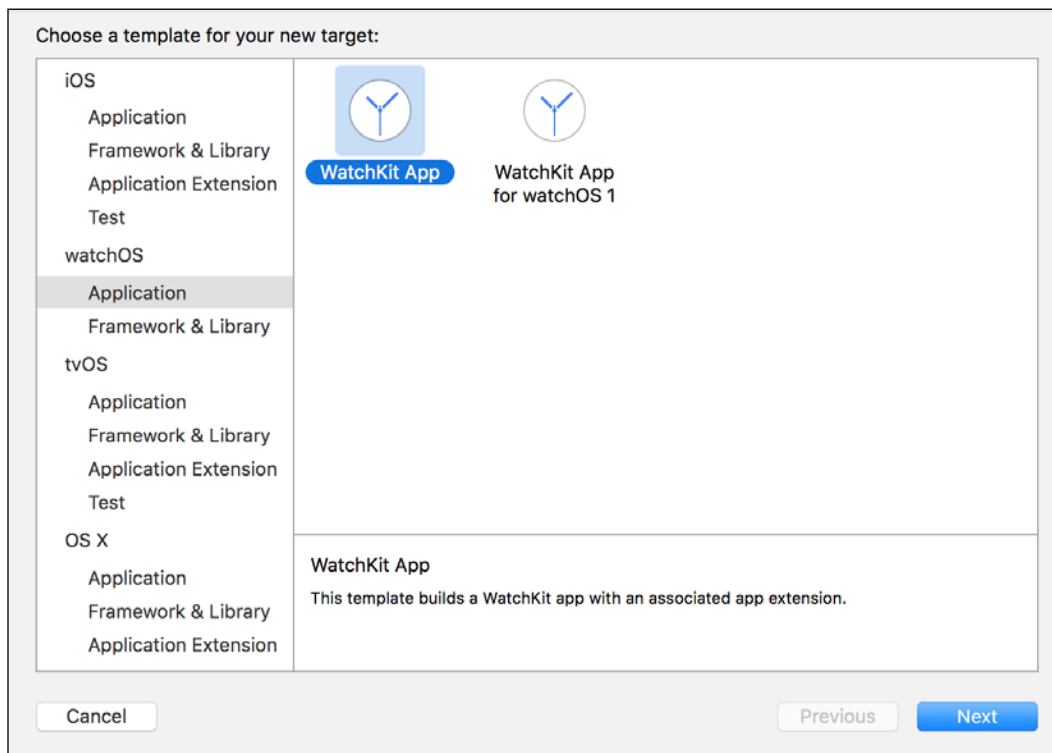 Choose a template for your new target:
iOS
Application
Framework & Library
Application Extension
Test
watchOS
Application
Framework & Library
tvOS
Application
Framework & Library
Application Extension
Test
OS X
Application
Framework & Library
Application Extension
WatchKit App
WatchKit App
for watchOS 1
WatchKit App
This template builds a WatchKit app with an associated app extension.
Cancel
Previous
Next